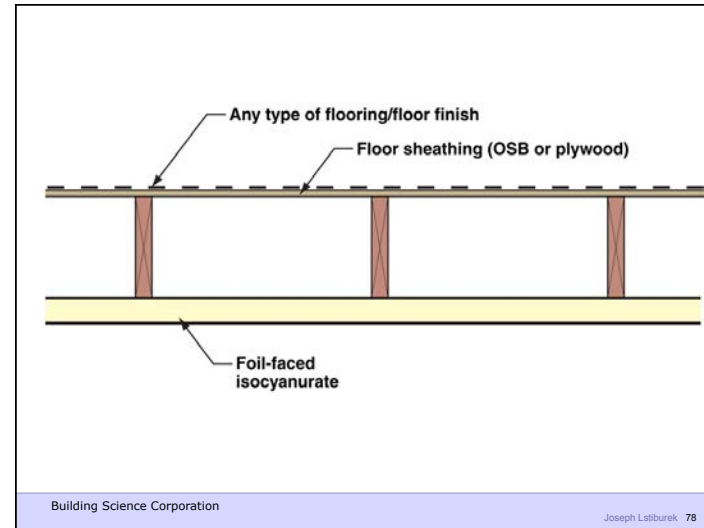 Any type of flooring/floor finish
Floor sheathing (OSB or plywood)
Foil-faced
isocyanurate
Building Science Corporation
Joseph Lstiburek 78